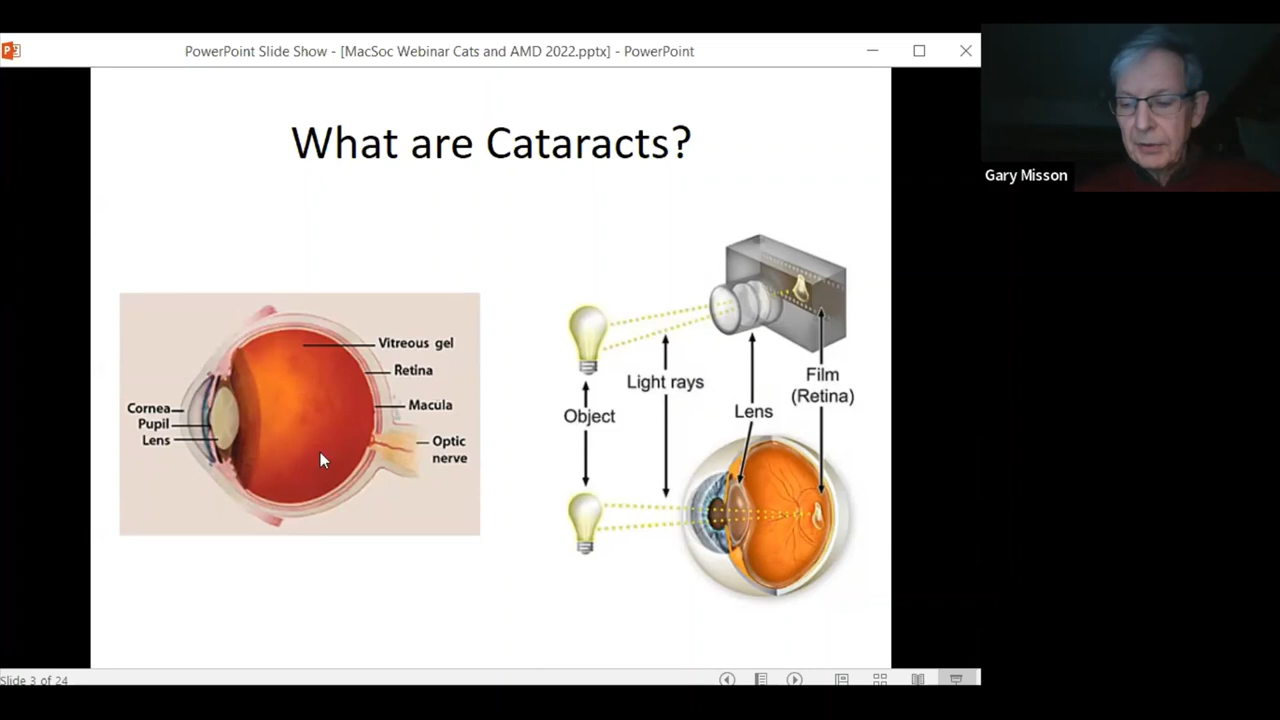 PowerPoint Slide Show - [MacSoc Webinar Cats and AMD 2022.pptx] - PowerPoint
Gary Misson
What are Cataracts?
Vitreous gel
Retina
Macula
Cornea
Pupil
Lens
Optic
nerve
Object
Light rays
Lens
Film
(Retina)
Slide 3 of 24